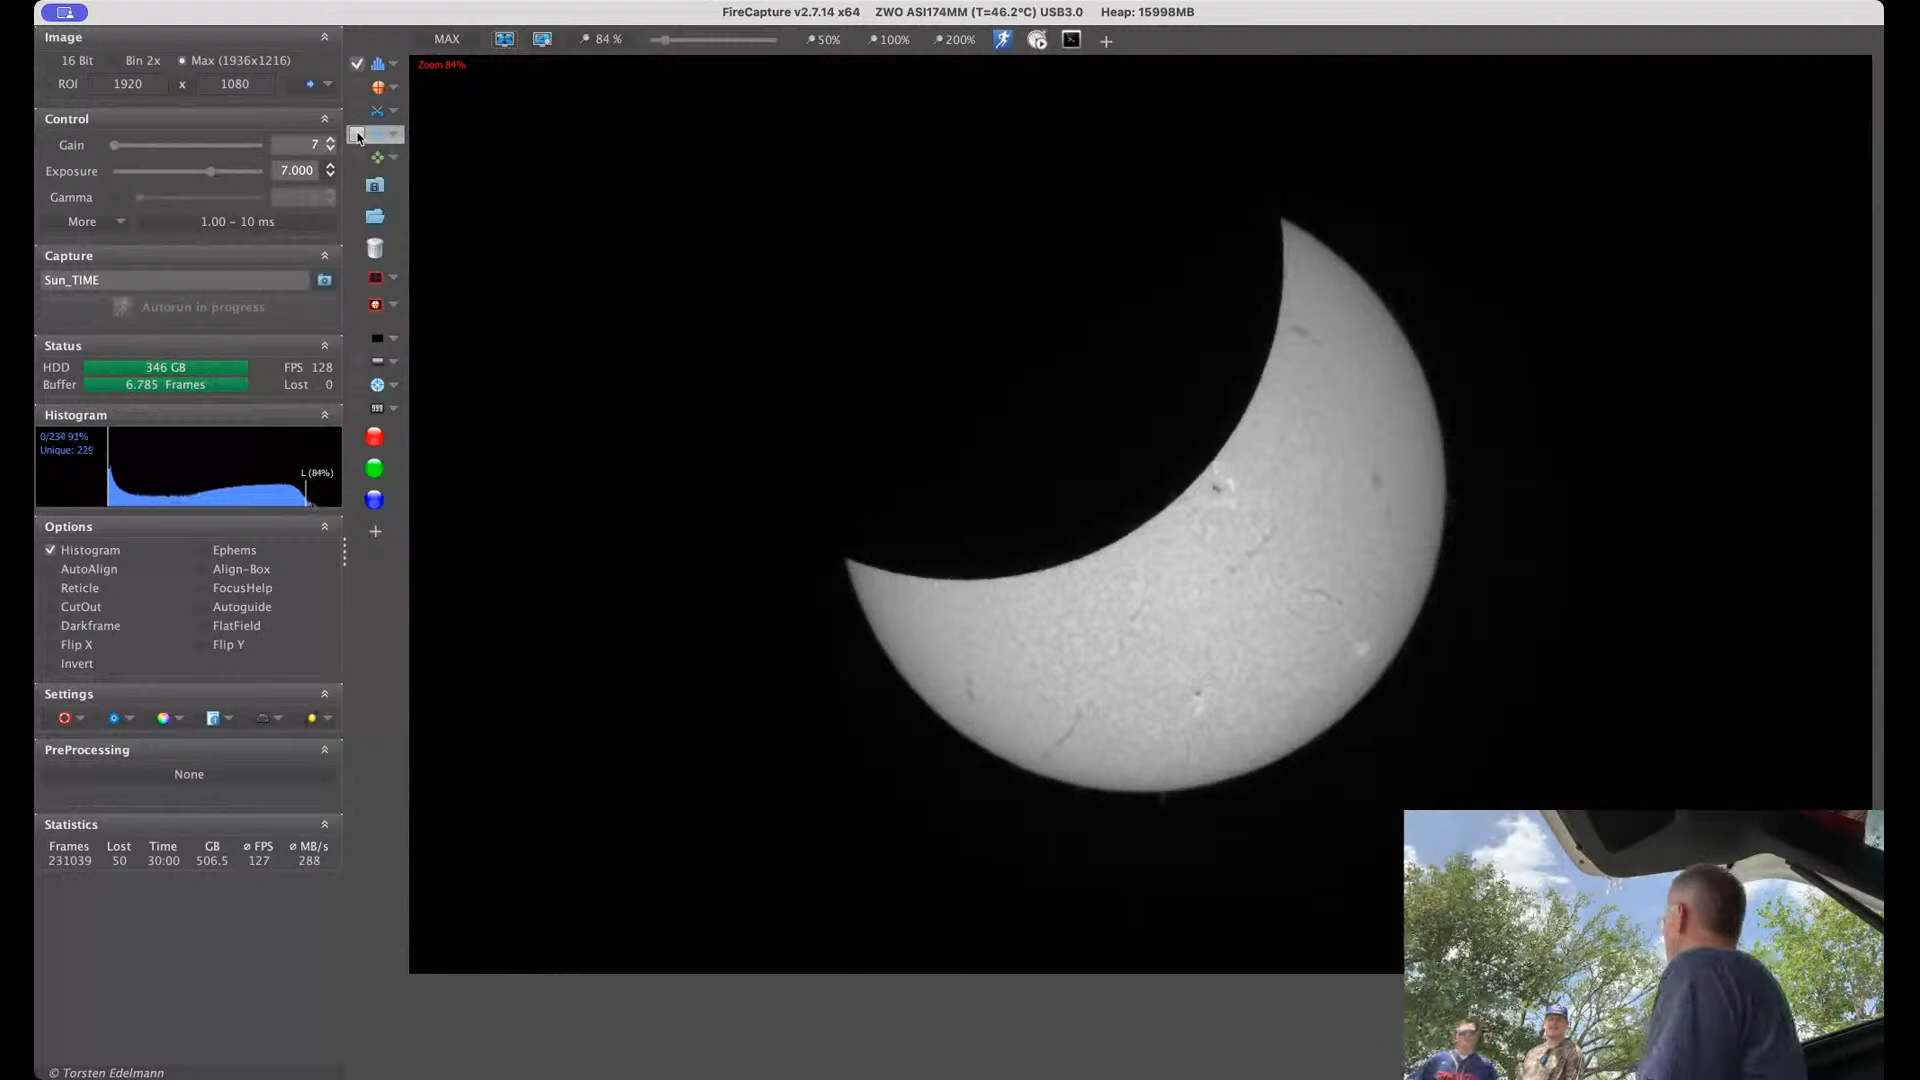 FireCapture v2.7.14 x64 ZWO ASI174MM (T=46.2°C) USB3.0 Heap: 15998MB
Image
MAX 84 % 50% 100% 200%
16 Bit Bin 2x Max (1936x1216)
Zoom 84%
ROI 1920 x 1080
Control
Gain 7
Exposure 7.000
Gamma
More 1.00 - 10 ms
Capture
Sun_TIME
Autorun in progress
Status
HDD 346 GB FPS 128
Buffer 6.785 Frames Lost 0
999
Histogram
0/234 91%
Unique: 229
L (84%)
Options
Histogram Ephems
AutoAlign Align-Box
Reticle FocusHelp
CutOut Autoguide
Darkframe FlatField
Flip X Flip Y
Invert
Settings
PreProcessing
None
Statistics
Frames Lost Time GB ø FPS ø MB/s
231039 50 30:00 506.5 127 288
© Torsten Edelmann